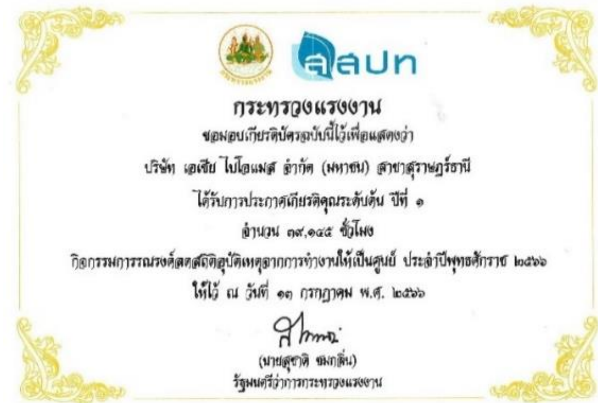 สสปท
กระทรวงแรงงาน
ขอมอบเกียรติบัตรฉบับนี้ไว้เพื่อแสดงว่า
บริษัท เอเซีย ไบโอแมส จำกัด (มหาชน) สาขาสุราษฎร์ธานี
ได้รับการประกาศเกียรติคุณระดับต้น ปีที่ ๑
จำนวน ๓๙,๑๔๕ ชั่วโมง
กิจกรรมการรณรงค์ลดสถิติอุบัติเหตุจากการทำงานให้เป็นศูนย์ ประจำปีพุทธศักราช ๒๕๖๖
ให้ไว้ ณ วันที่ ๑๓ กรกฎาคม พ.ศ. ๒๕๖๖
(นายสุชาติ ชมกลิ่น)
รัฐมนตรีว่าการกระทรวงแรงงาน